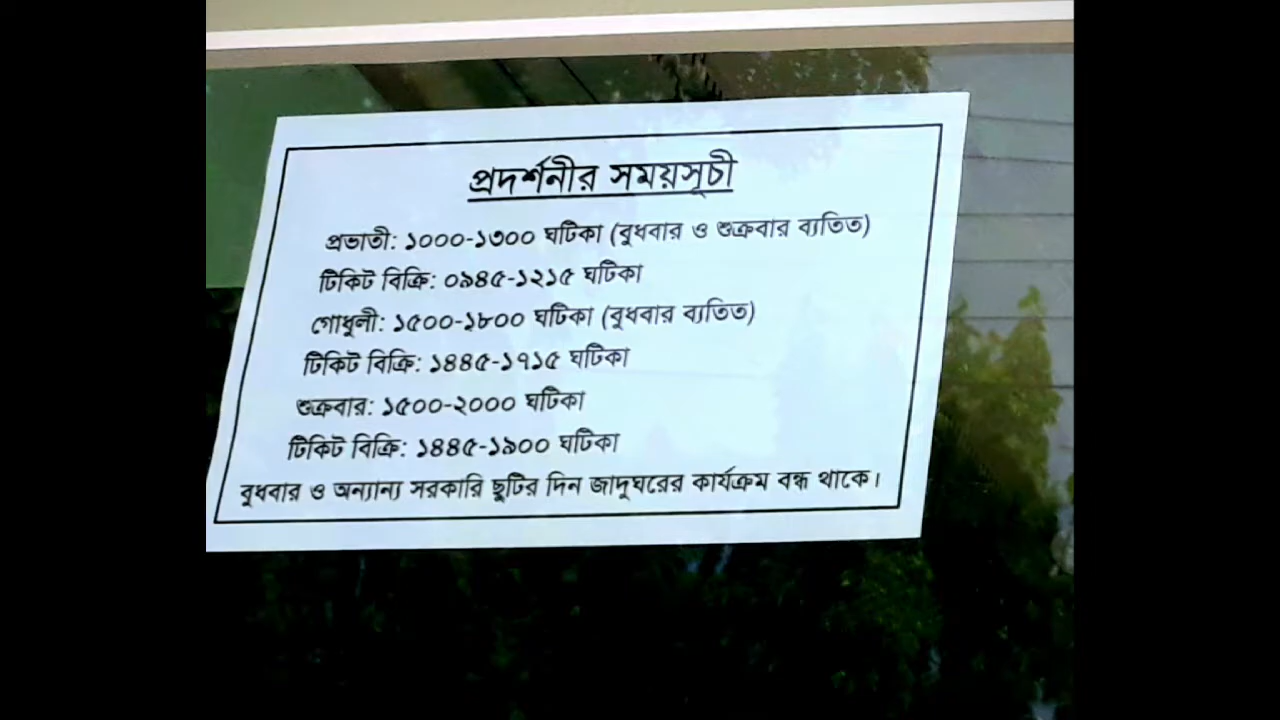 প্রদর্শনীর সময়সূচী
প্রভাতী: ১০০০-১৩০০ ঘটিকা (বুধবার ও শুক্রবার ব্যতিত)
টিকিট বিক্রি: ০৯৪৫-১২১৫ ঘটিকা
গোধুলী: ১৫০০-১৮০০ ঘটিকা (বুধবার ব্যতিত)
টিকিট বিক্রি: ১৪৪৫-১৭১৫ ঘটিকা
শুক্রবার: ১৫০০-২০০০ ঘটিকা
টিকিট বিক্রি: ১৪৪৫-১৯০০ ঘটিকা
বুধবার ও অন্যান্য সরকারি ছুটির দিন জাদুঘরের কার্যক্রম বন্ধ থাকে।